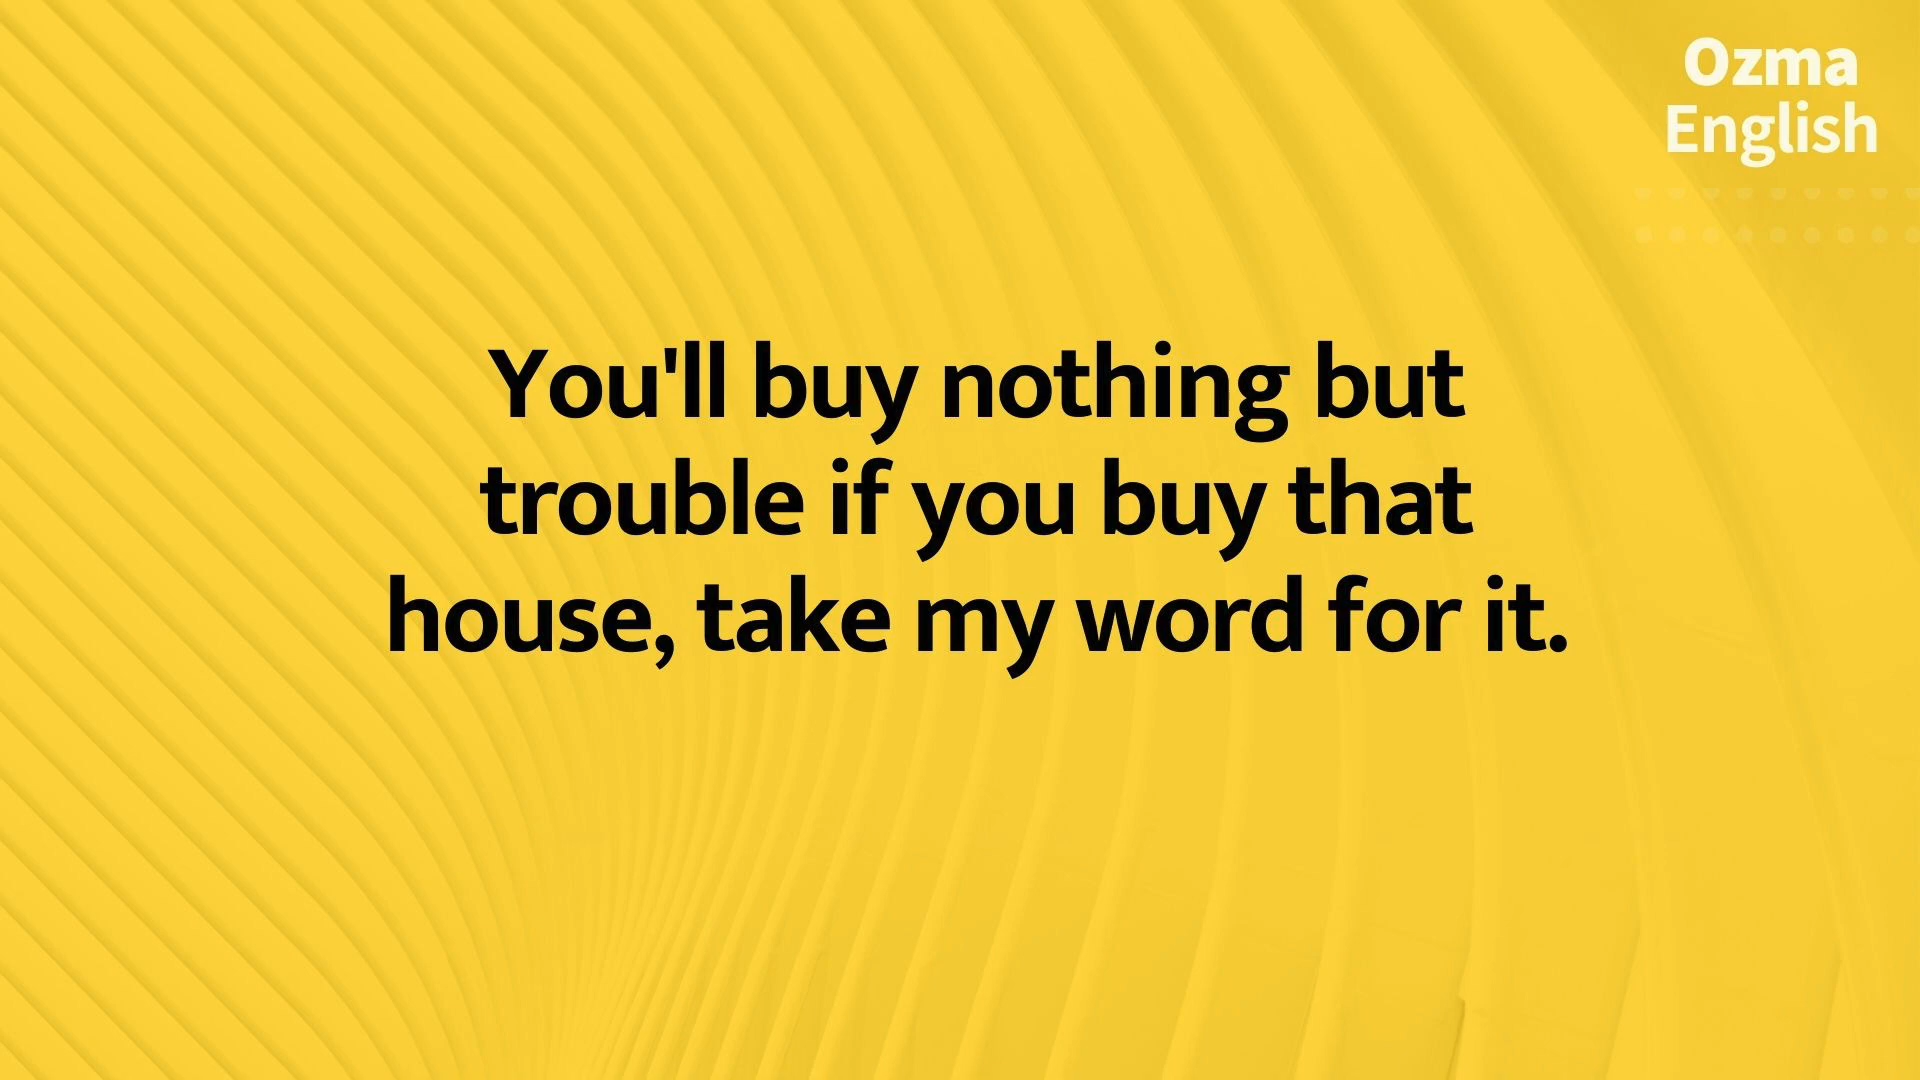 Ozma
English
You'll buy nothing but
trouble if you buy that
house, take my word for it.